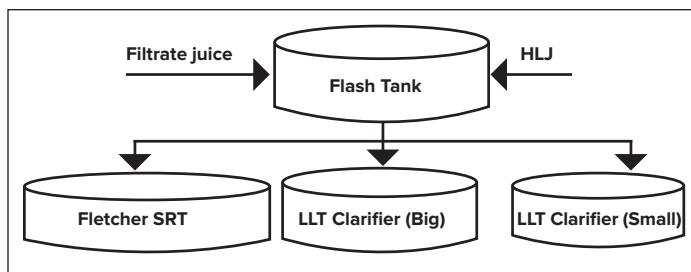 Filtrate juice
HLJ
Flash Tank
Fletcher SRT
LLT Clarifier (Big)
LLT Clarifier (Small)